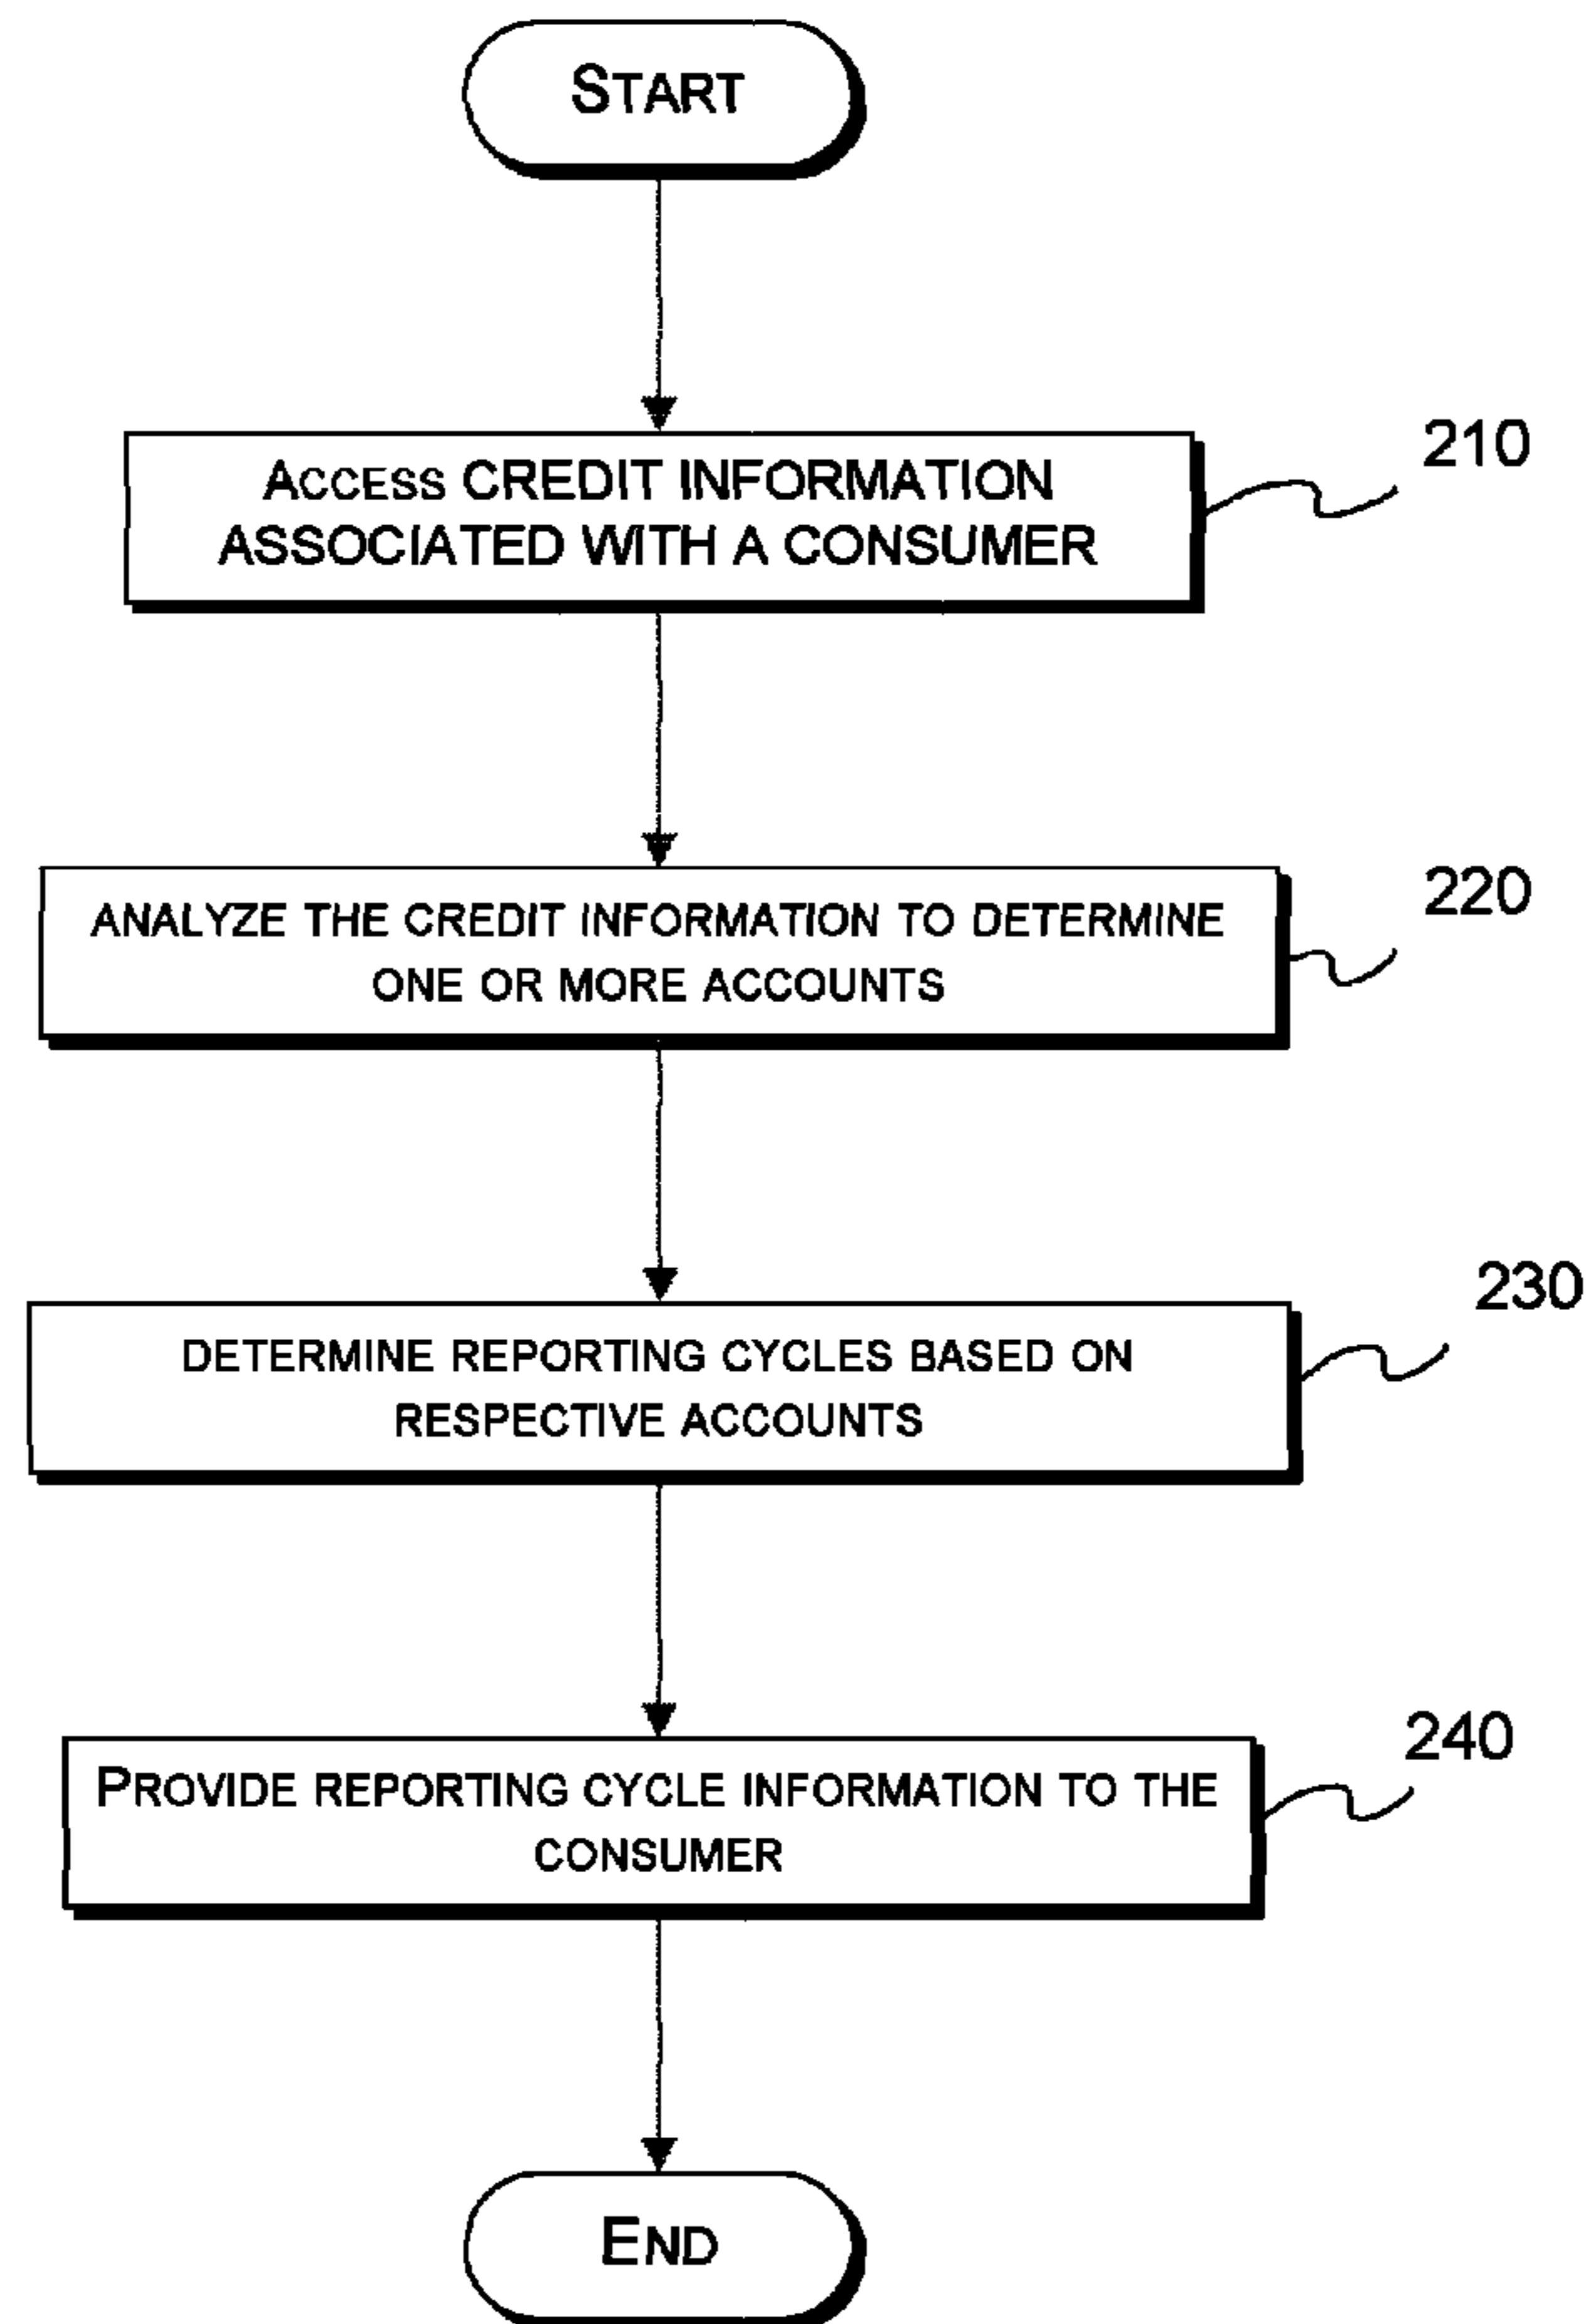 START
210
ACCESS CREDIT INFORMATION
ASSOCIATED WITH A CONSUMER
220
ANALYZE THE CREDIT INFORMATION TO DETERMINE
ONE OR MORE ACCOUNTS
230
DETERMINE REPORTING CYCLES BASED ON
RESPECTIVE ACCOUNTS
240
PROVIDE REPORTING CYCLE INFORMATION TO THE
CONSUMER
END